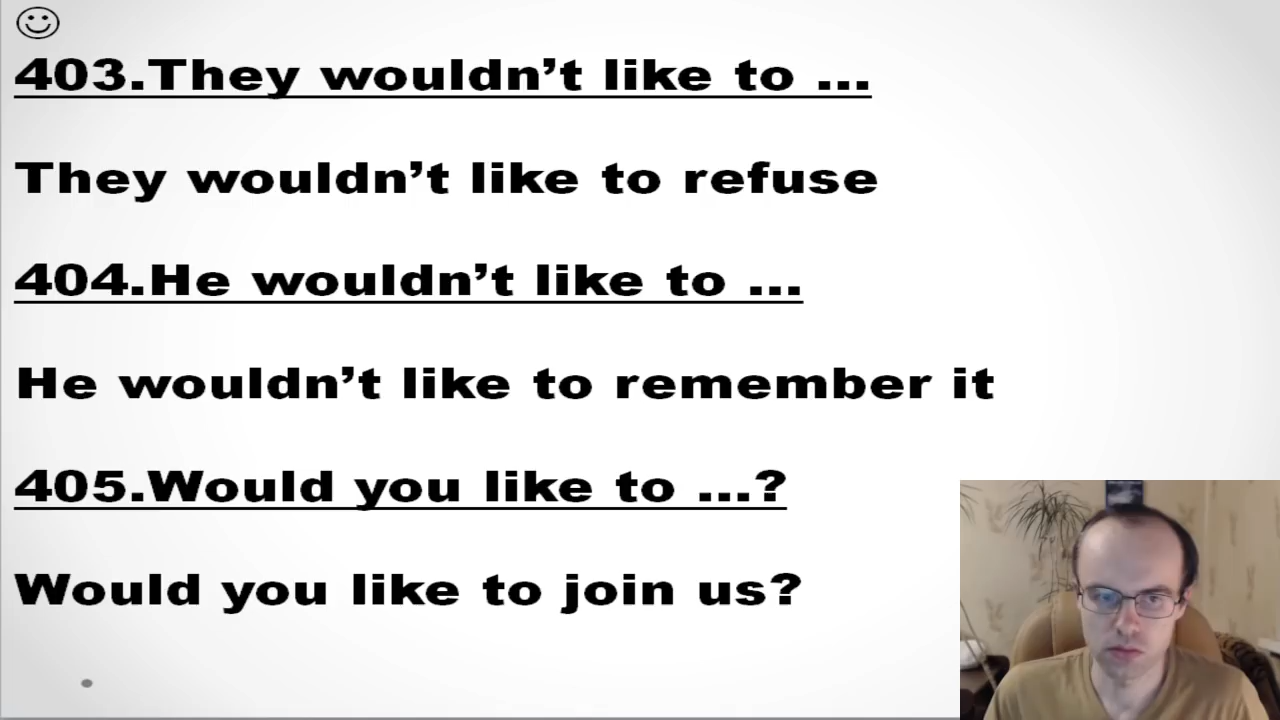 403.They wouldn’t like to ...
They wouldn’t like to refuse
404.He wouldn’t like to ...
He wouldn’t like to remember it
405.Would you like to ...?
Would you like to join us?